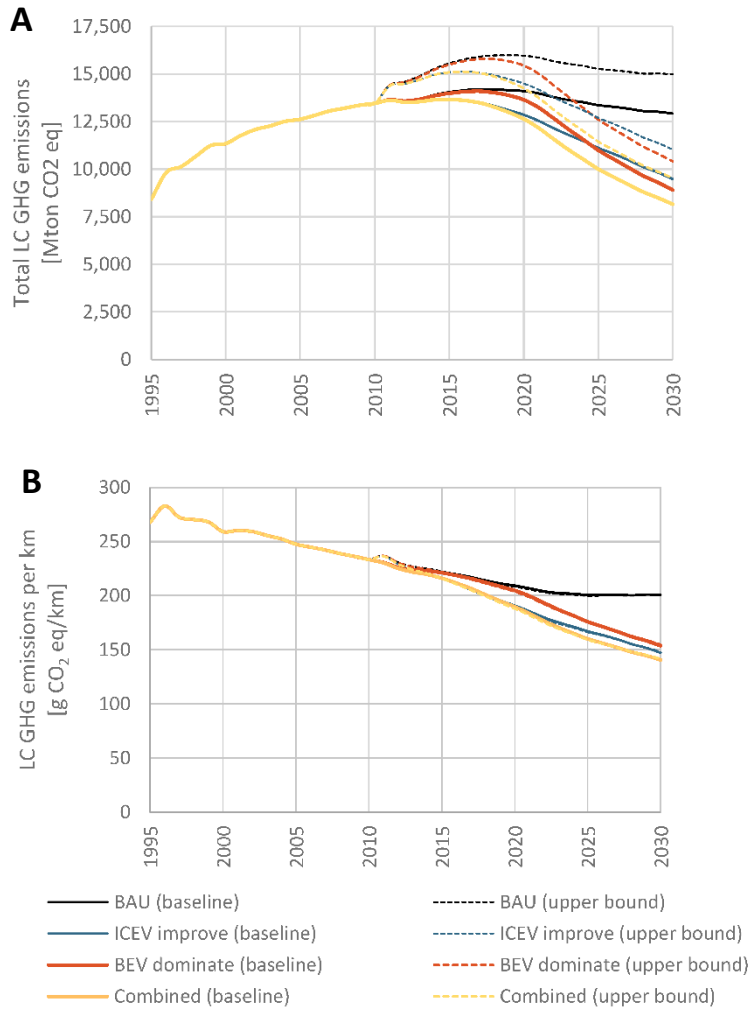 A
Total LC GHG emissions
[Mton CO2 eq]
17,500
15,000
12,500
10,000
7,500
5,000
2,500
0
1995
2000
2005
2010
2015
2020
2025
2030
B
LC GHG emissions per km
[g CO₂ eq/km]
300
250
200
150
100
50
0
1995
2000
2005
2010
2015
2020
2025
2030
BAU (baseline)
BAU (upper bound)
ICEV improve (baseline)
ICEV improve (upper bound)
BEV dominate (baseline)
BEV dominate (upper bound)
Combined (baseline)
Combined (upper bound)